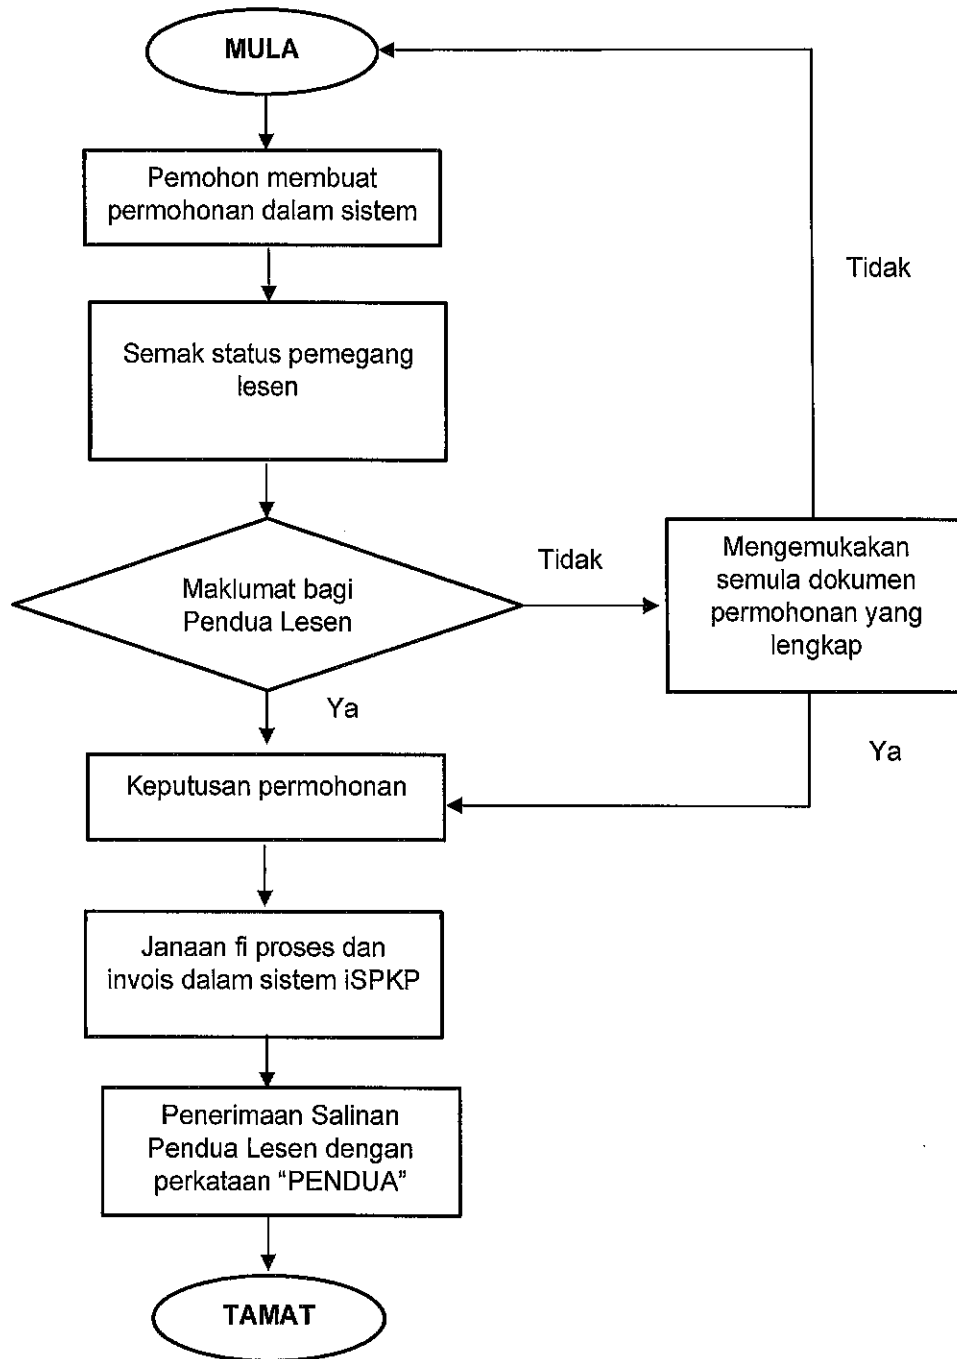 MULA
Pemohon membuat
permohonan dalam sistem
Tidak
Semak status pemegang
lesen
Maklumat bagi
Pendua Lesen
Tidak
Mengemukakan
semula dokumen
permohonan yang
lengkap
Ya
Ya
Keputusan permohonan
Janaan fi proses dan
invois dalam sistem iSPKP
Penerimaan Salinan
Pendua Lesen dengan
perkataan “PENDUA”
TAMAT